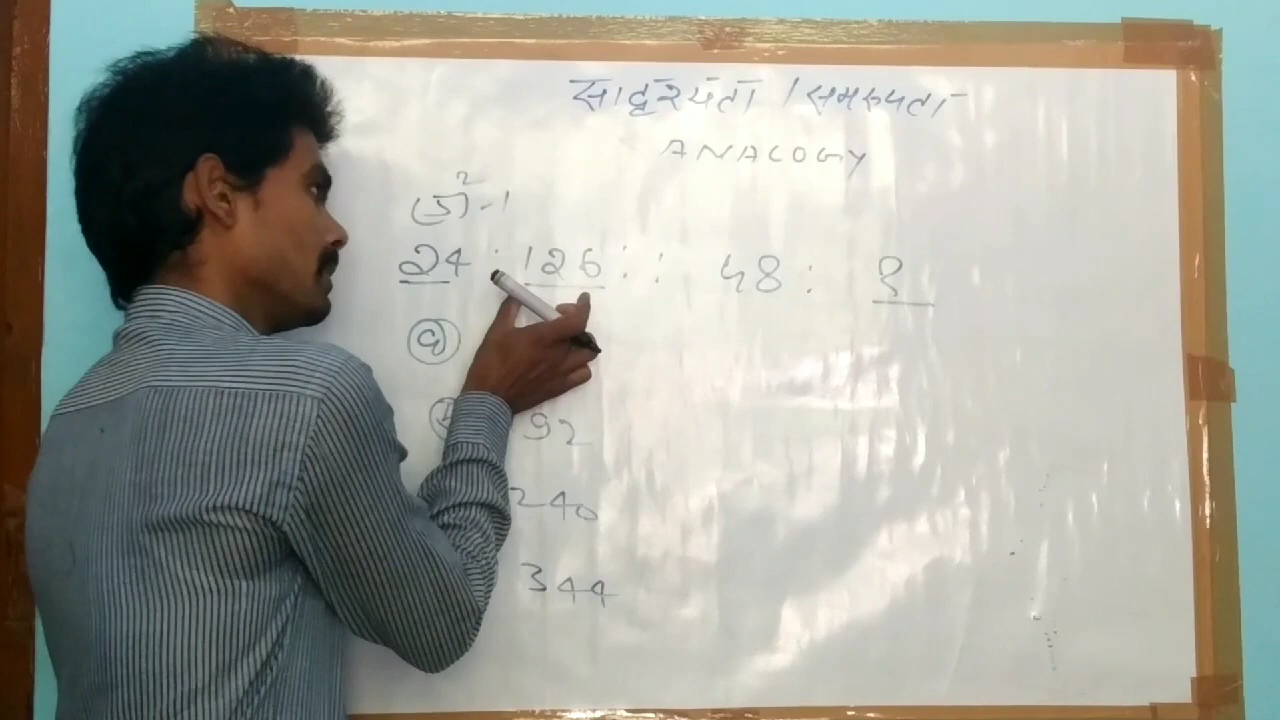 सादृश्यता / समरुपता
ANALOGY
(5)² - 1
24 : 126 : : 48 : ?
(a)
92
240
344